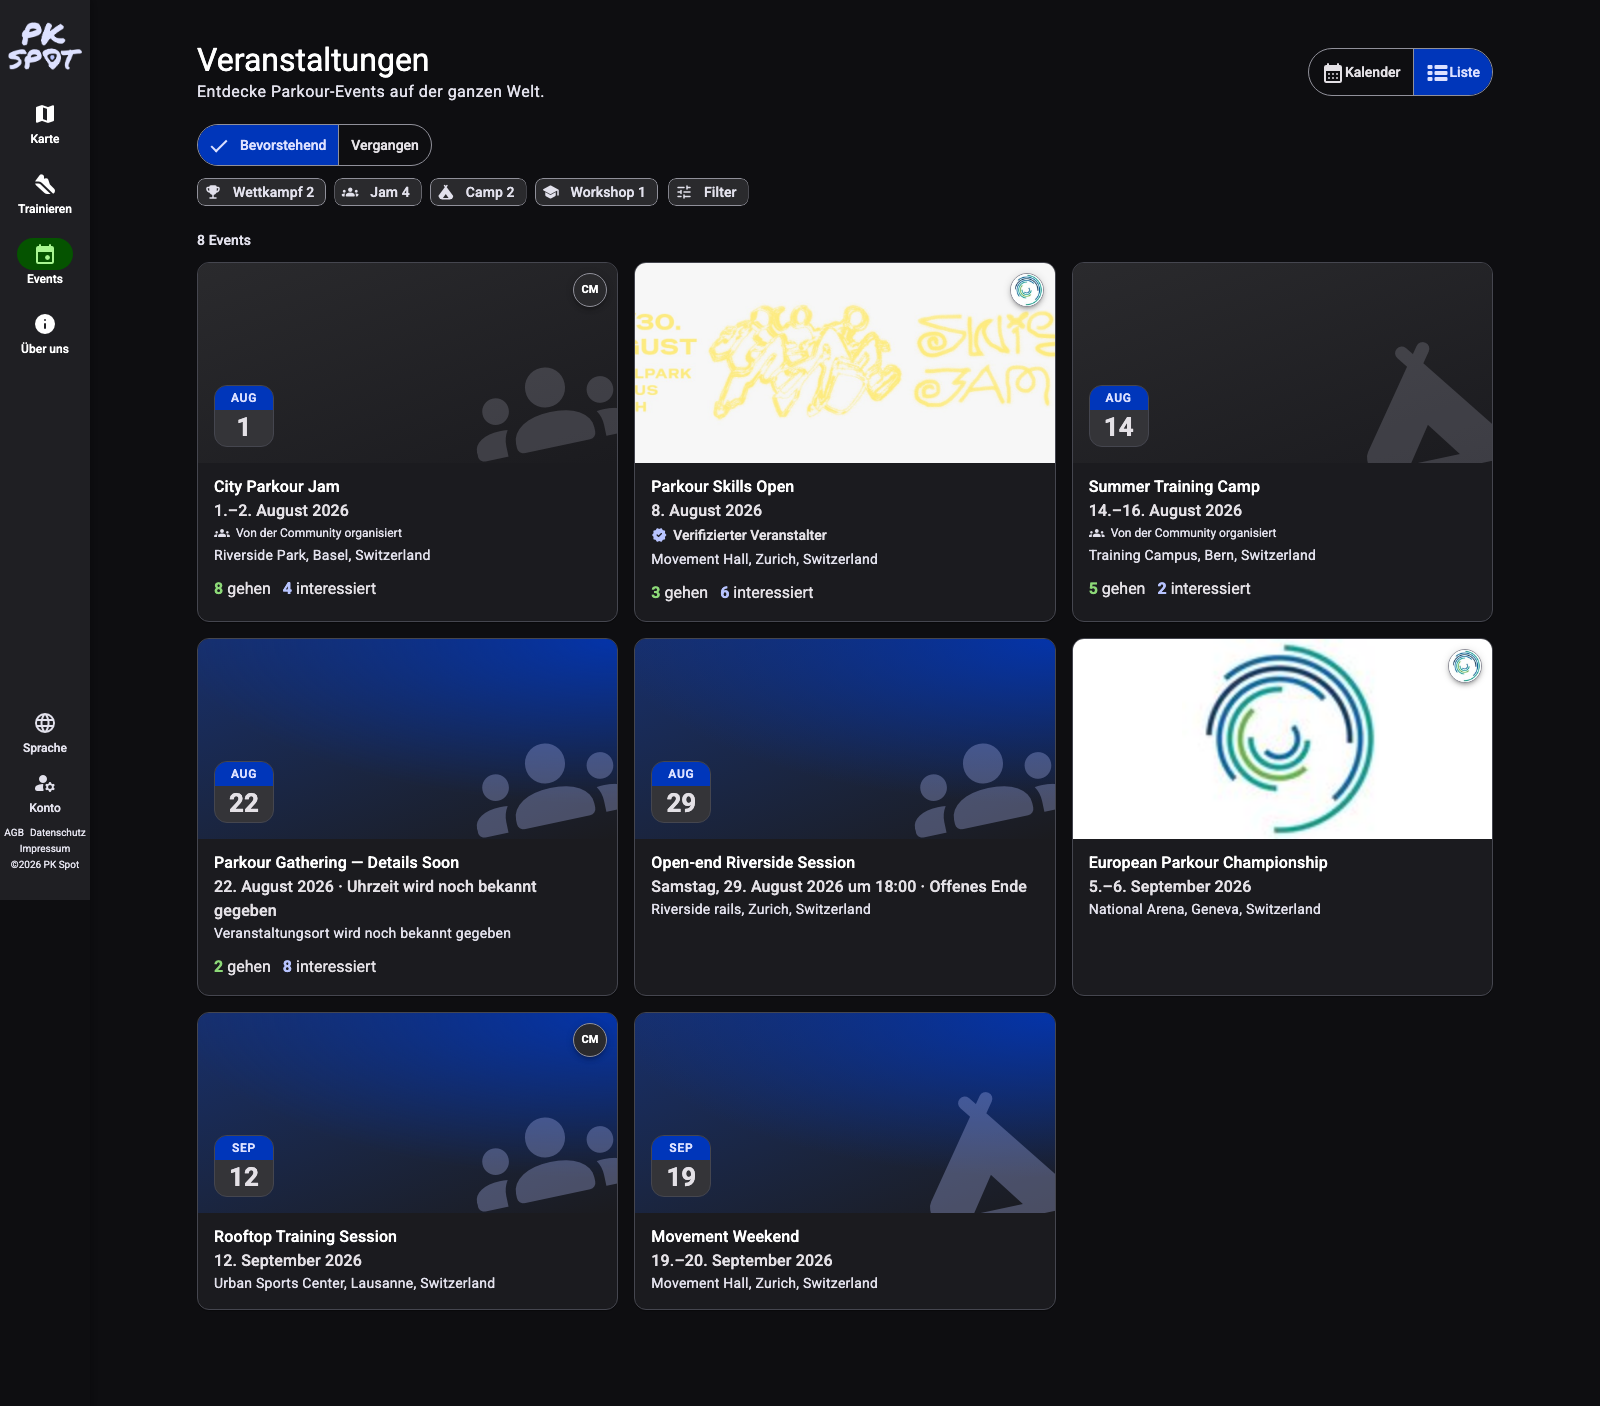 PK
SPOT
Karte
Trainieren
Events
Über uns
Sprache
Konto
AGB Datenschutz
Impressum
©2026 PK Spot
Veranstaltungen
Entdecke Parkour-Events auf der ganzen Welt.
Kalender
Liste
Bevorstehend
Vergangen
Wettkampf 2
Jam 4
Camp 2
Workshop 1
Filter
8 Events
CM
AUG
1
City Parkour Jam
1.–2. August 2026
Von der Community organisiert
Riverside Park, Basel, Switzerland
8 gehen 4 interessiert
30.
UST
LPARK
US
H
JAM
Parkour Skills Open
8. August 2026
Verifizierter Veranstalter
Movement Hall, Zurich, Switzerland
3 gehen 6 interessiert
AUG
14
Summer Training Camp
14.–16. August 2026
Von der Community organisiert
Training Campus, Bern, Switzerland
5 gehen 2 interessiert
AUG
22
Parkour Gathering — Details Soon
22. August 2026 · Uhrzeit wird noch bekannt
gegeben
Veranstaltungsort wird noch bekannt gegeben
2 gehen 8 interessiert
AUG
29
Open-end Riverside Session
Samstag, 29. August 2026 um 18:00 · Offenes Ende
Riverside rails, Zurich, Switzerland
European Parkour Championship
5.–6. September 2026
National Arena, Geneva, Switzerland
CM
SEP
12
Rooftop Training Session
12. September 2026
Urban Sports Center, Lausanne, Switzerland
SEP
19
Movement Weekend
19.–20. September 2026
Movement Hall, Zurich, Switzerland